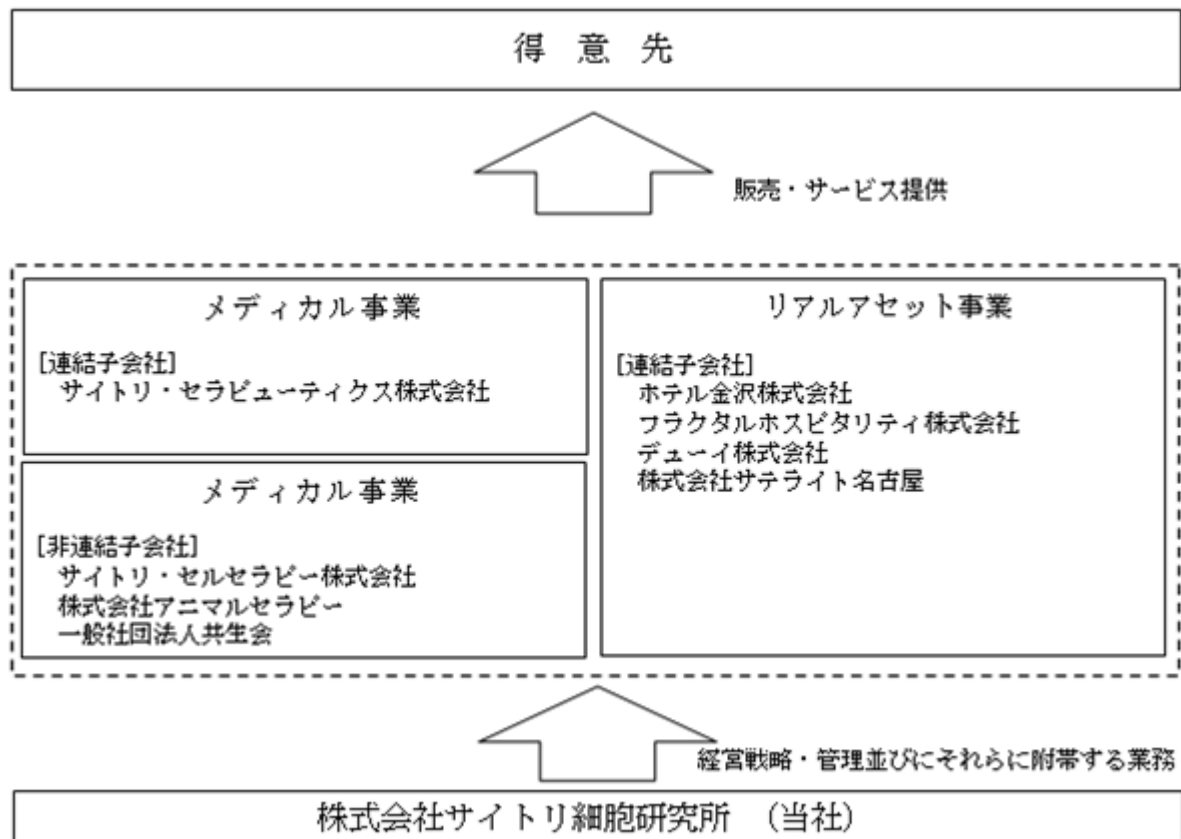 得意先
販売・サービス提供
メディカル事業
[連結子会社]
サイトリ・セラピューティクス株式会社
メディカル事業
[非連結子会社]
サイトリ・セルセラピー株式会社
株式会社アニマルセラピー
一般社団法人共生会
リアルアセット事業
[連結子会社]
ホテル金沢株式会社
フラクタルホスピタリティ株式会社
デューイ株式会社
株式会社サテライト名古屋
経営戦略・管理並びにそれらに附帯する業務
株式会社サイトリ細胞研究所 （当社）